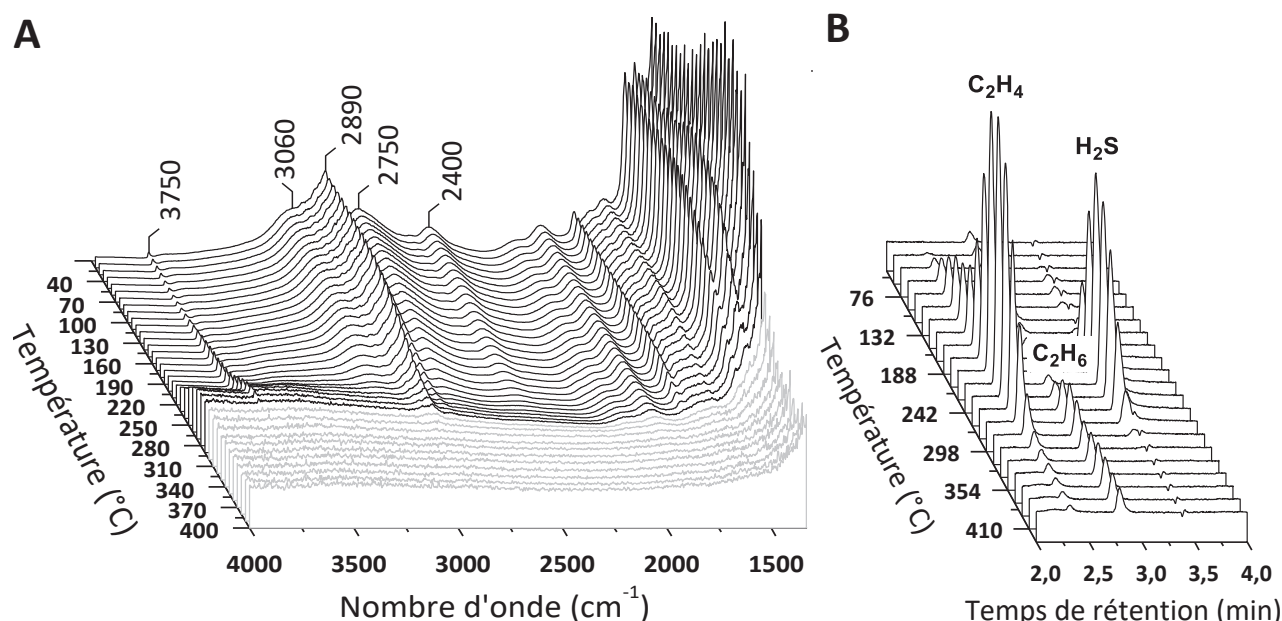 A
3750
3060
2890
2750
2400
40
70
100
130
160
190
220
250
280
310
340
370
400
Température (°C)
4000 3500 3000 2500 2000 1500
Nombre d'onde (cm⁻¹)
B
C₂H₄
H₂S
C₂H₆
76
132
188
242
298
354
410
Température (°C)
2,0 2,5 3,0 3,5 4,0
Temps de rétention (min)